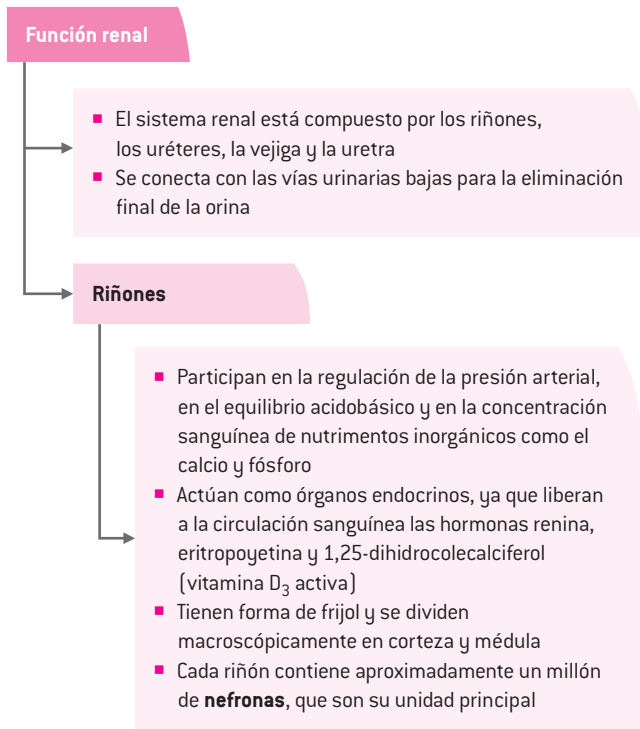 Función renal
▪ El sistema renal está compuesto por los riñones,
los uréteres, la vejiga y la uretra
▪ Se conecta con las vías urinarias bajas para la eliminación
final de la orina
Riñones
▪ Participan en la regulación de la presión arterial,
en el equilibrio acidobásico y en la concentración
sanguínea de nutrimentos inorgánicos como el
calcio y fósforo
▪ Actúan como órganos endocrinos, ya que liberan
a la circulación sanguínea las hormonas renina,
eritropoyetina y 1,25-dihidrocolecalciferol
(vitamina D₃ activa)
▪ Tienen forma de frijol y se dividen
macroscópicamente en corteza y médula
▪ Cada riñón contiene aproximadamente un millón
de nefronas, que son su unidad principal